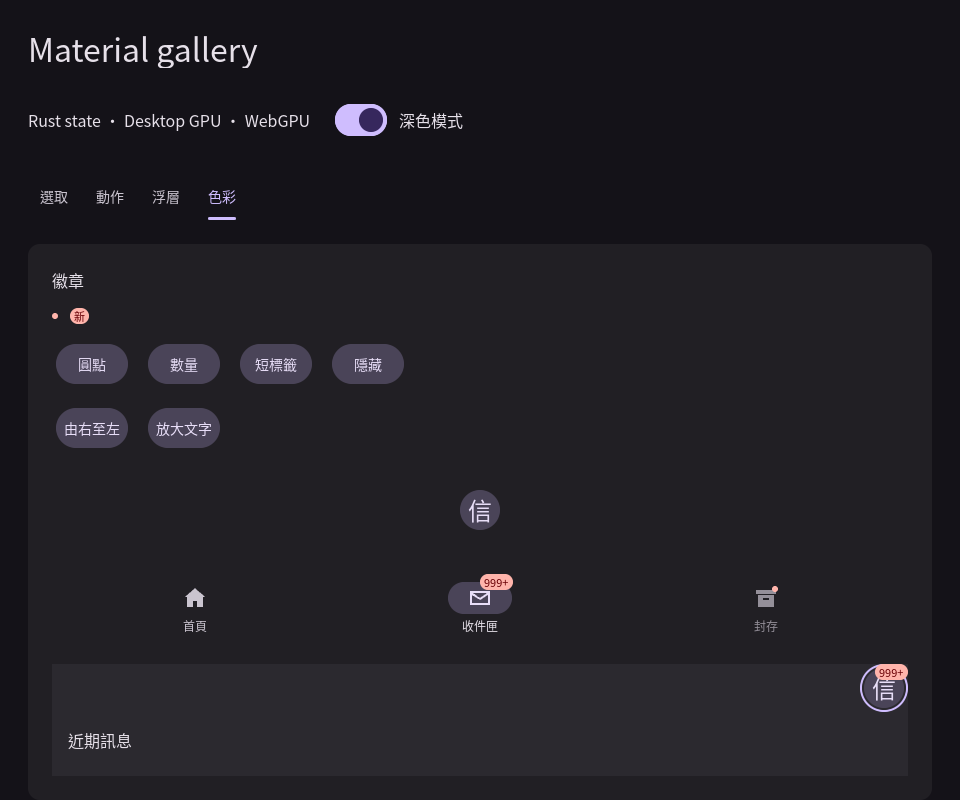 Material gallery
Rust state • Desktop GPU • WebGPU 深色模式
選取 動作 浮層 色彩
徽章
新
圓點 數量 短標籤 隱藏
由右至左 放大文字
信
999+
首頁 收件匣 封存
999+
信
近期訊息